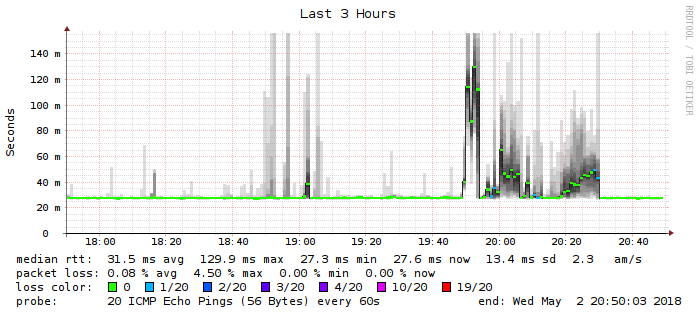 Last 3 Hours
RRDTOOL / TOBI OETIKER
Seconds
140 m
120 m
100 m
80 m
60 m
40 m
20 m
0
18:00 18:20 18:40 19:00 19:20 19:40 20:00 20:20 20:40
median rtt: 31.5 ms avg 129.9 ms max 27.3 ms min 27.6 ms now 13.4 ms sd 2.3 am/s
packet loss: 0.08 % avg 4.50 % max 0.00 % min 0.00 % now
loss color: 0 1/20 2/20 3/20 4/20 10/20 19/20
probe: 20 ICMP Echo Pings (56 Bytes) every 60s end: Wed May 2 20:50:03 2018